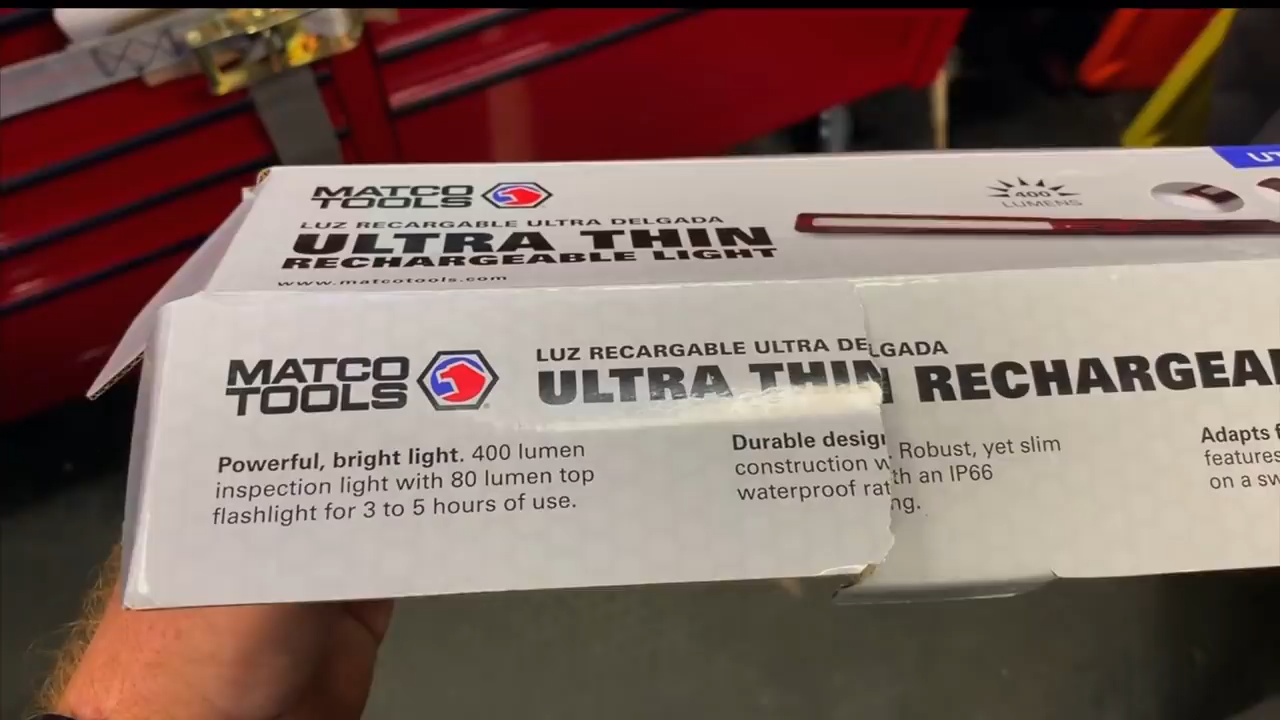 MATCO
TOOLS
LUZ RECARGABLE ULTRA DELGADA
ULTRA THIN
RECHARGEABLE LIGHT
www.matcotools.com
400
LUMENS
UT
MATCO
TOOLS
LUZ RECARGABLE ULTRA DELGADA
ULTRA THIN RECHARGEA
Powerful, bright light. 400 lumen
inspection light with 80 lumen top
flashlight for 3 to 5 hours of use.
Durable design Robust, yet slim
construction with an IP66
waterproof rating.
Adapts f
features
on a sw